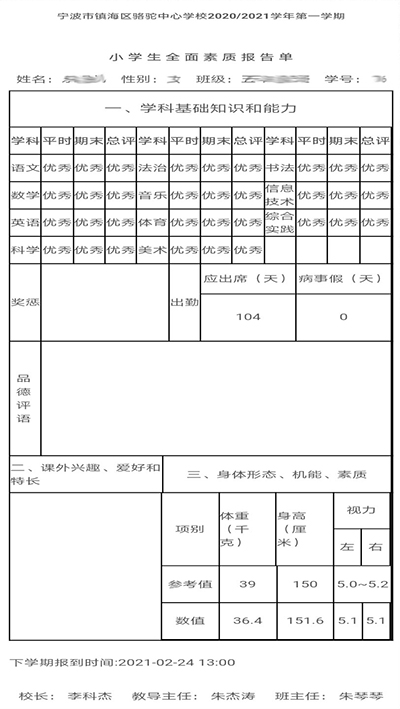 宁波市镇海区骆驼中心学校2020/2021学年第一学期
小学生全面素质报告单
姓名： 性别： 女 班级： 学号：
一、学科基础知识和能力
学科 平时 期末 总评 学科 平时 期末 总评 学科 平时 期末 总评
语文 优秀 优秀 优秀 法治 优秀 优秀 优秀 书法 优秀 优秀 优秀
数学 优秀 优秀 优秀 音乐 优秀 优秀 优秀 信息技术 优秀 优秀 优秀
英语 优秀 优秀 优秀 体育 优秀 优秀 优秀 综合实践 优秀 优秀 优秀
科学 优秀 优秀 优秀 美术 优秀 优秀 优秀
奖惩 出勤 应出席（天） 病事假（天）
104 0
品德评语
二、课外兴趣、爱好和特长
三、身体形态、机能、素质
项别 体重（千克） 身高（厘米） 视力
左 右
参考值 39 150 5.0~5.2
数值 36.4 151.6 5.1 5.1
下学期报到时间:2021-02-24 13:00
校长： 李科杰 教导主任： 朱杰涛 班主任： 朱琴琴